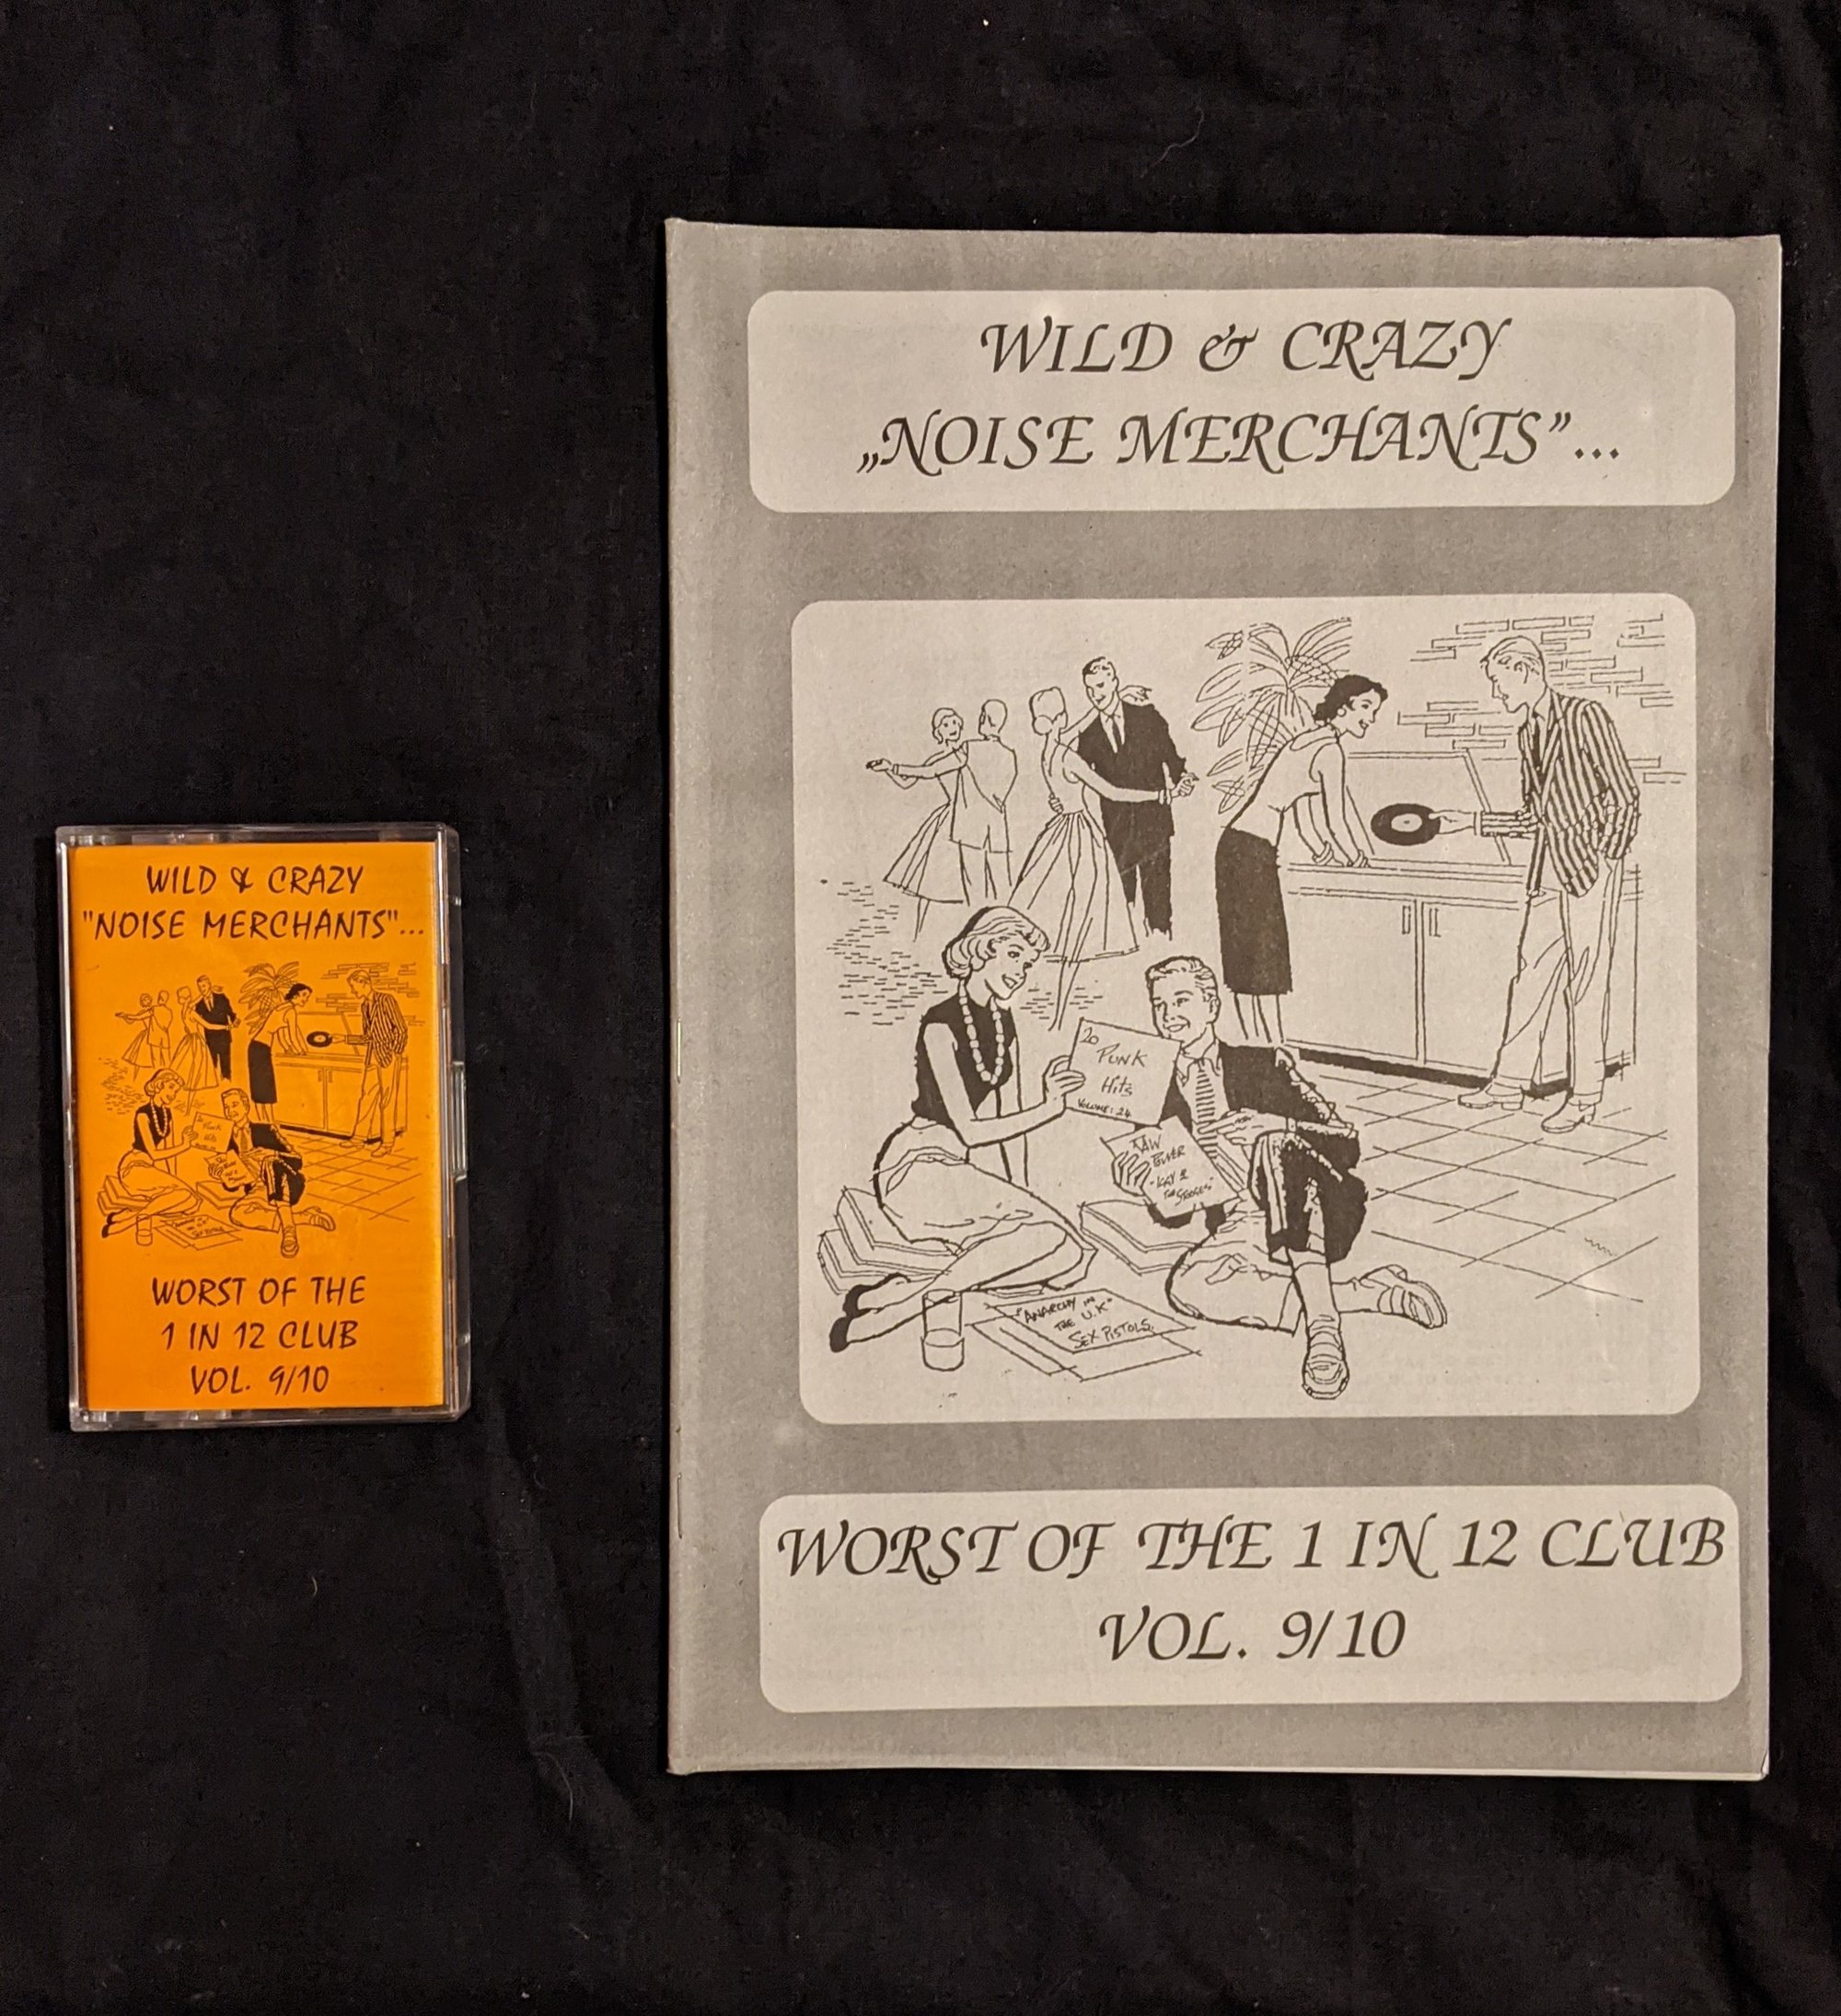 WILD & CRAZY
"NOISE MERCHANTS"...
WORST OF THE
1 IN 12 CLUB
VOL. 9/10
WILD & CRAZY
„NOISE MERCHANTS”...
20
PUNK
Hits
VOLUME: 24
RAW
POWER
"ANARCHY IN
THE U.K"
SEX PISTOLS.
WORST OF THE 1 IN 12 CLUB
VOL. 9/10